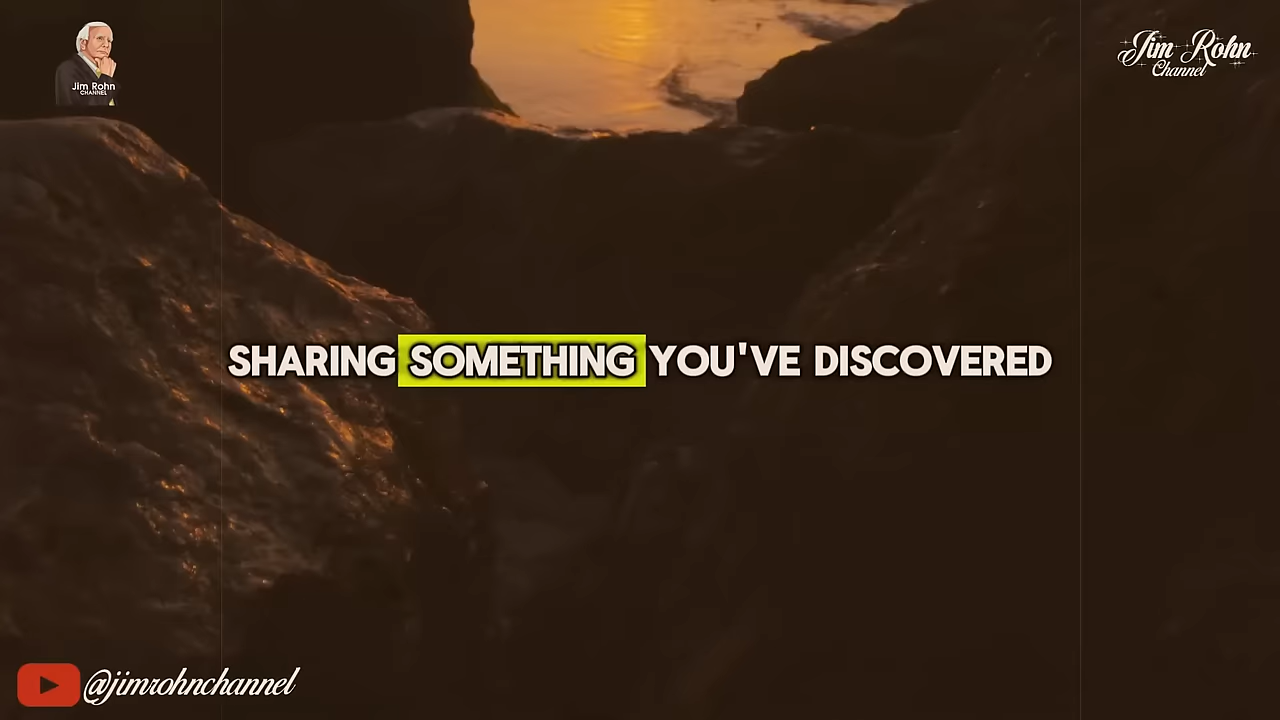 Jim Rohn
CHANNEL
Jim Rohn
Channel
SHARING SOMETHING YOU'VE DISCOVERED
@jimrohnchannel